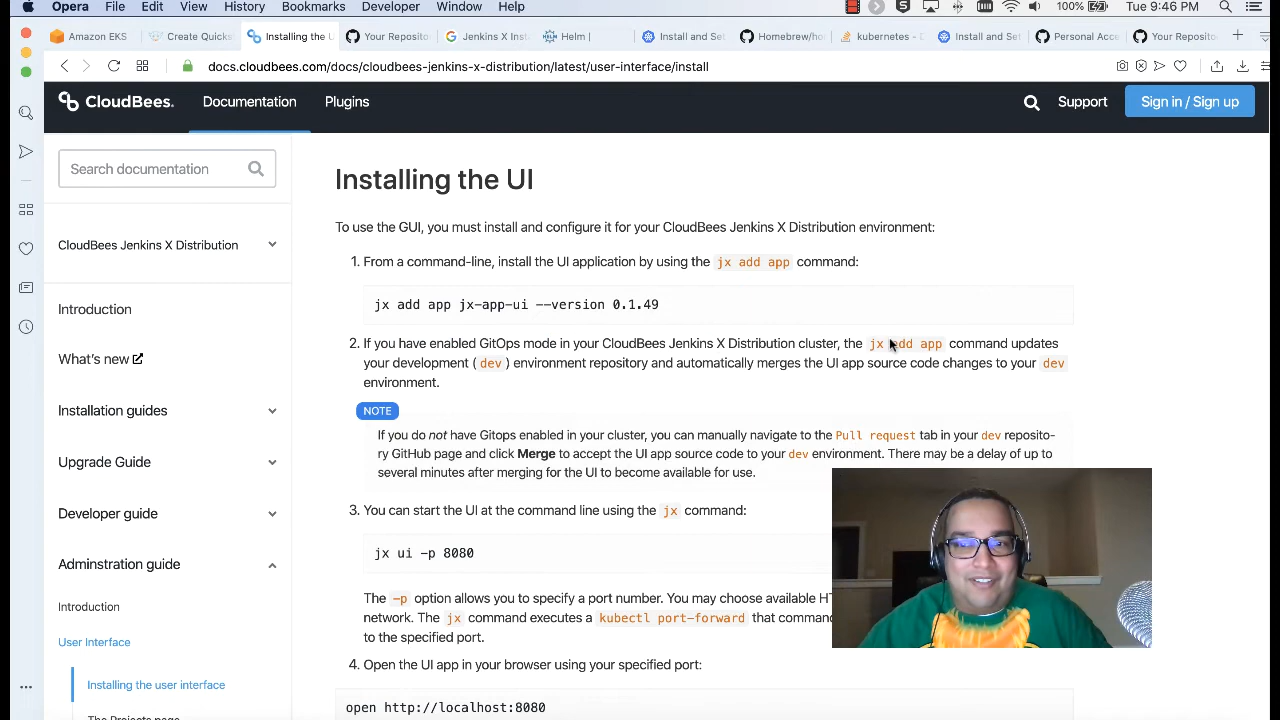 Opera File Edit View History Bookmarks Developer Window Help 100% Tue 9:46 PM
Amazon EKS Create Quicks Installing the U Your Reposito Jenkins X Inst Helm | Install and Set Homebrew/ho kubernetes - D Install and Set Personal Acce Your Reposito
docs.cloudbees.com/docs/cloudbees-jenkins-x-distribution/latest/user-interface/install
CloudBees. Documentation Plugins Support Sign in / Sign up
Search documentation
CloudBees Jenkins X Distribution
Introduction
What's new
Installation guides
Upgrade Guide
Developer guide
Adminstration guide
Introduction
User Interface
Installing the user interface
The Projects page
Installing the UI
To use the GUI, you must install and configure it for your CloudBees Jenkins X Distribution environment:
1. From a command-line, install the UI application by using the jx add app command:
jx add app jx-app-ui --version 0.1.49
2. If you have enabled GitOps mode in your CloudBees Jenkins X Distribution cluster, the jx add app command updates
your development ( dev ) environment repository and automatically merges the UI app source code changes to your dev
environment.
NOTE
If you do not have Gitops enabled in your cluster, you can manually navigate to the Pull request tab in your dev reposito-
ry GitHub page and click Merge to accept the UI app source code to your dev environment. There may be a delay of up to
several minutes after merging for the UI to become available for use.
3. You can start the UI at the command line using the jx command:
jx ui -p 8080
The -p option allows you to specify a port number. You may choose available HT
network. The jx command executes a kubectl port-forward that command
to the specified port.
4. Open the UI app in your browser using your specified port:
open http://localhost:8080